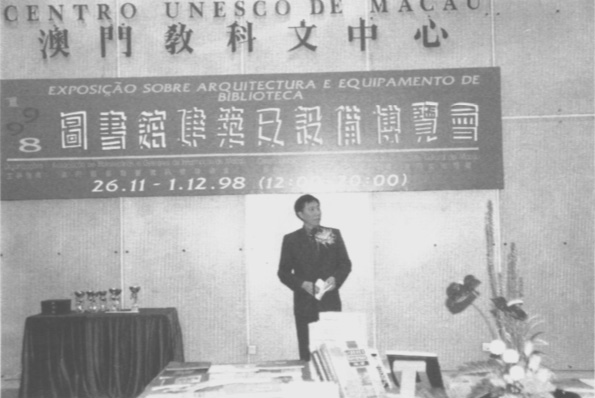 CENTRO UNESCO DE MACAU
澳門教科文中心
EXPOSIÇÃO SOBRE ARQUITECTURA E EQUIPAMENTO DE
BIBLIOTECA
1998
圖書館建築及設備博覽會
26.11 - 1.12.98